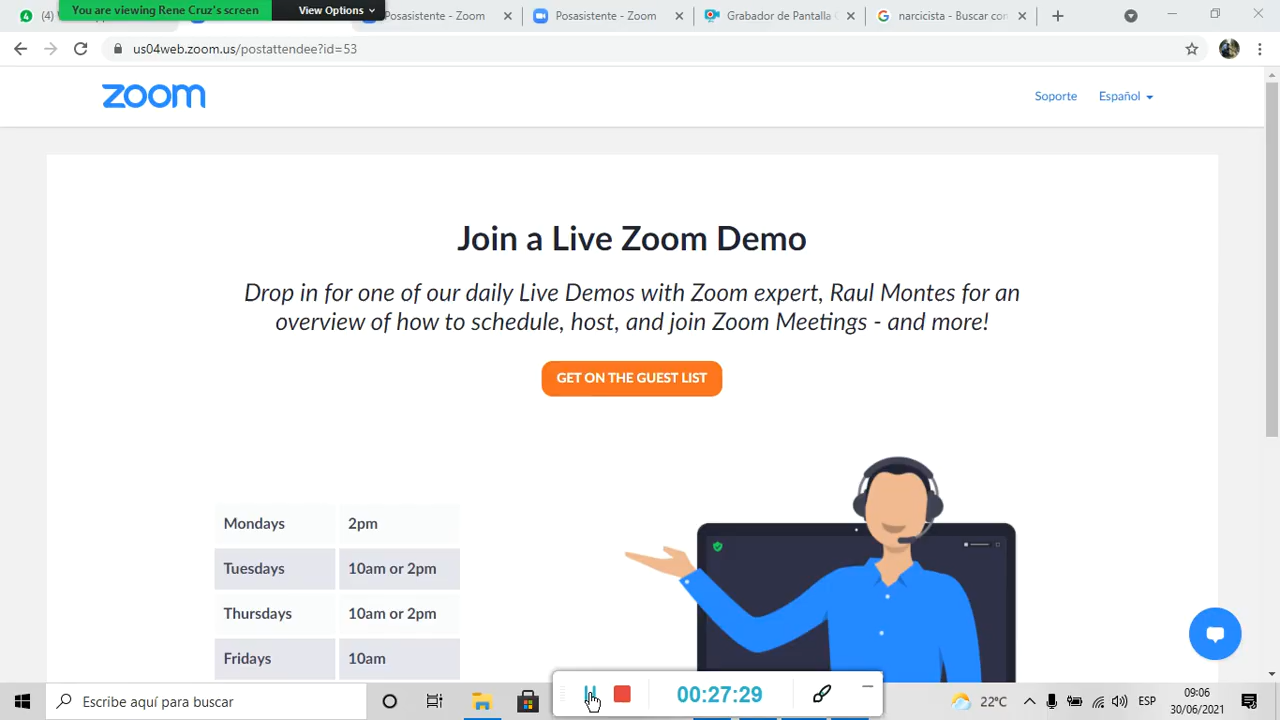 You are viewing Rene Cruz's screen View Options
4 (4) Posasistente - Zoom Posasistente - Zoom Grabador de Pantalla narcicista - Buscar con
us04web.zoom.us/postattendee?id=53
zoom Soporte Español
Join a Live Zoom Demo
Drop in for one of our daily Live Demos with Zoom expert, Raul Montes for an
overview of how to schedule, host, and join Zoom Meetings - and more!
GET ON THE GUEST LIST
Mondays 2pm
Tuesdays 10am or 2pm
Thursdays 10am or 2pm
Fridays 10am
00:27:29
Escribe aquí para buscar 22°C ESP 09:06
30/06/2021